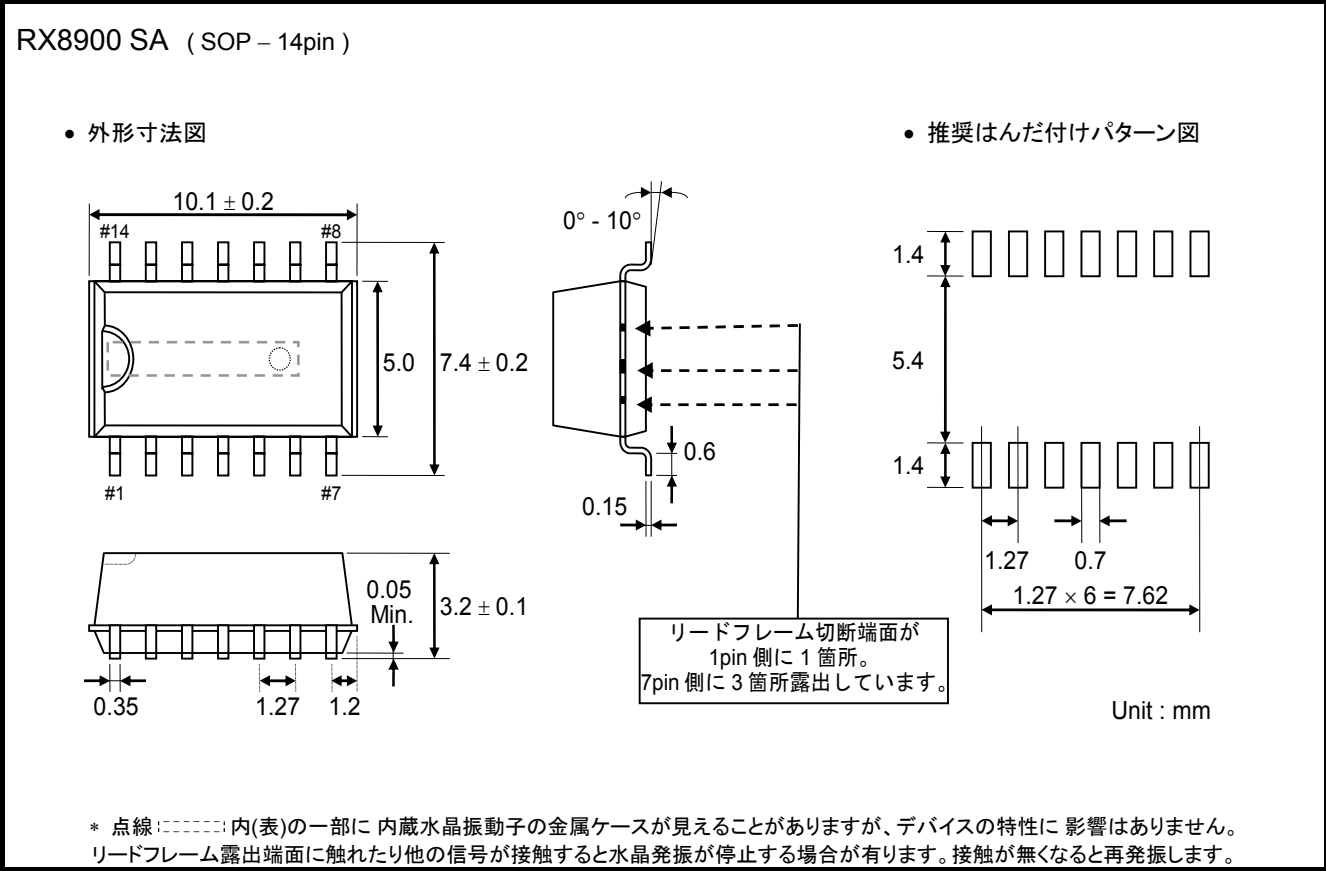 RX8900 SA ( SOP – 14pin )
• 外形寸法図
• 推奨はんだ付けパターン図
10.1 ± 0.2
#14
#8
5.0
7.4 ± 0.2
#1
#7
0° - 10°
0.6
0.15
1.4
5.4
1.4
1.27
0.7
1.27 × 6 = 7.62
0.05
Min.
3.2 ± 0.1
0.35
1.27
1.2
リードフレーム切断端面が
1pin 側に 1 箇所。
7pin 側に 3 箇所露出しています。
Unit : mm
* 点線 内(表)の一部に 内蔵水晶振動子の金属ケースが見えることがありますが、デバイスの特性に 影響はありません。
リードフレーム露出端面に触れたり他の信号が接触すると水晶発振が停止する場合が有ります。接触が無くなると再発振します。